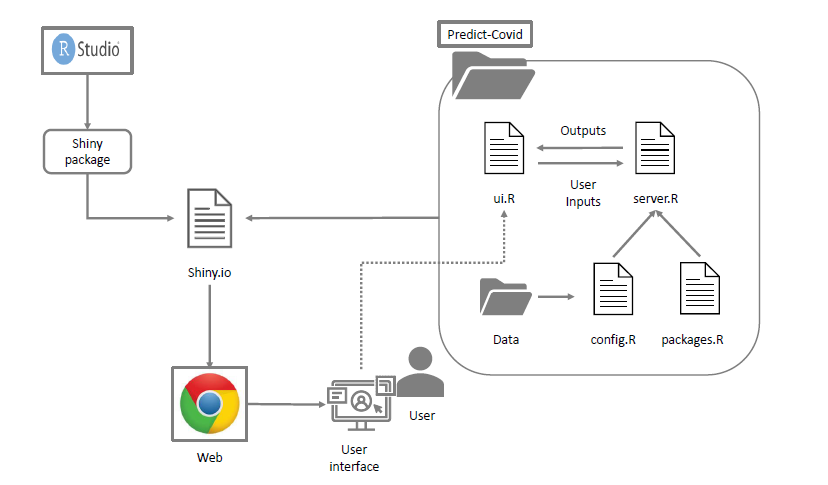 R Studio
Predict-Covid
Shiny
package
Outputs
ui.R
User
Inputs
server.R
Shiny.io
Data
config.R
packages.R
User
Web
User
interface